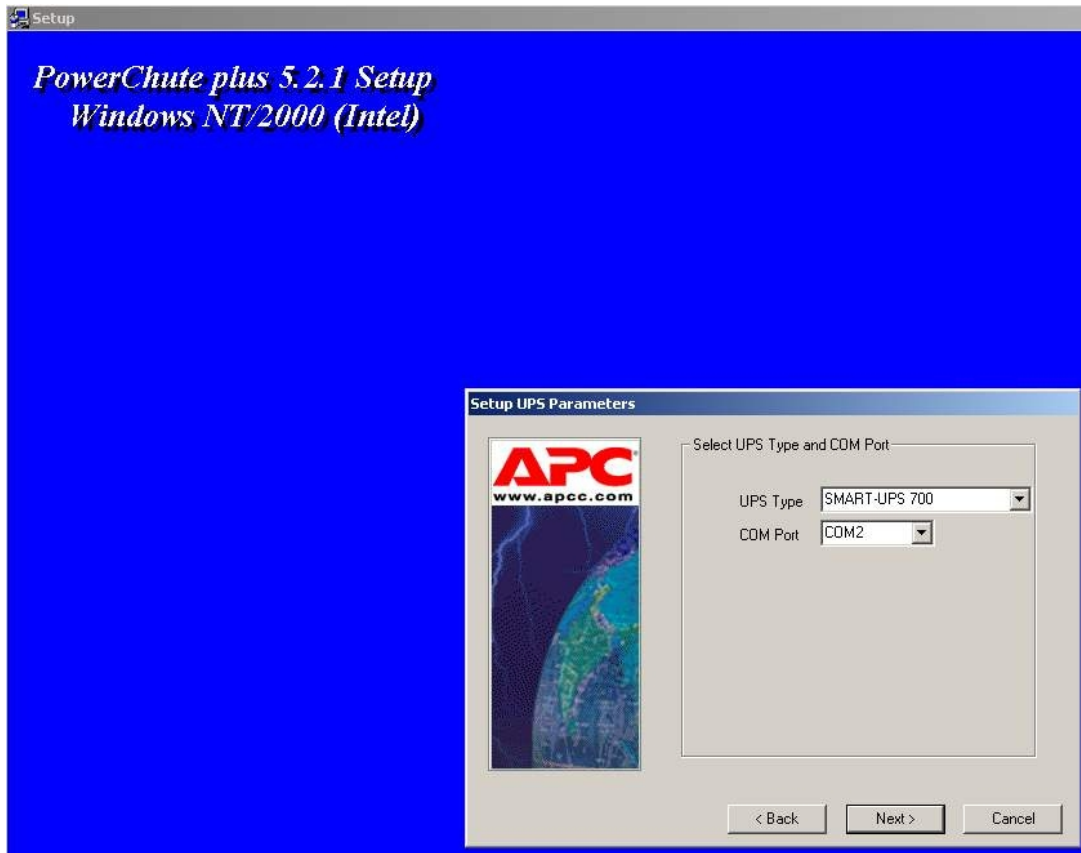 Setup
PowerChute plus 5.2.1 Setup
Windows NT/2000 (Intel)
Setup UPS Parameters
APC
www.apcc.com
Select UPS Type and COM Port
UPS Type SMART-UPS 700
COM Port COM2
< Back Next > Cancel